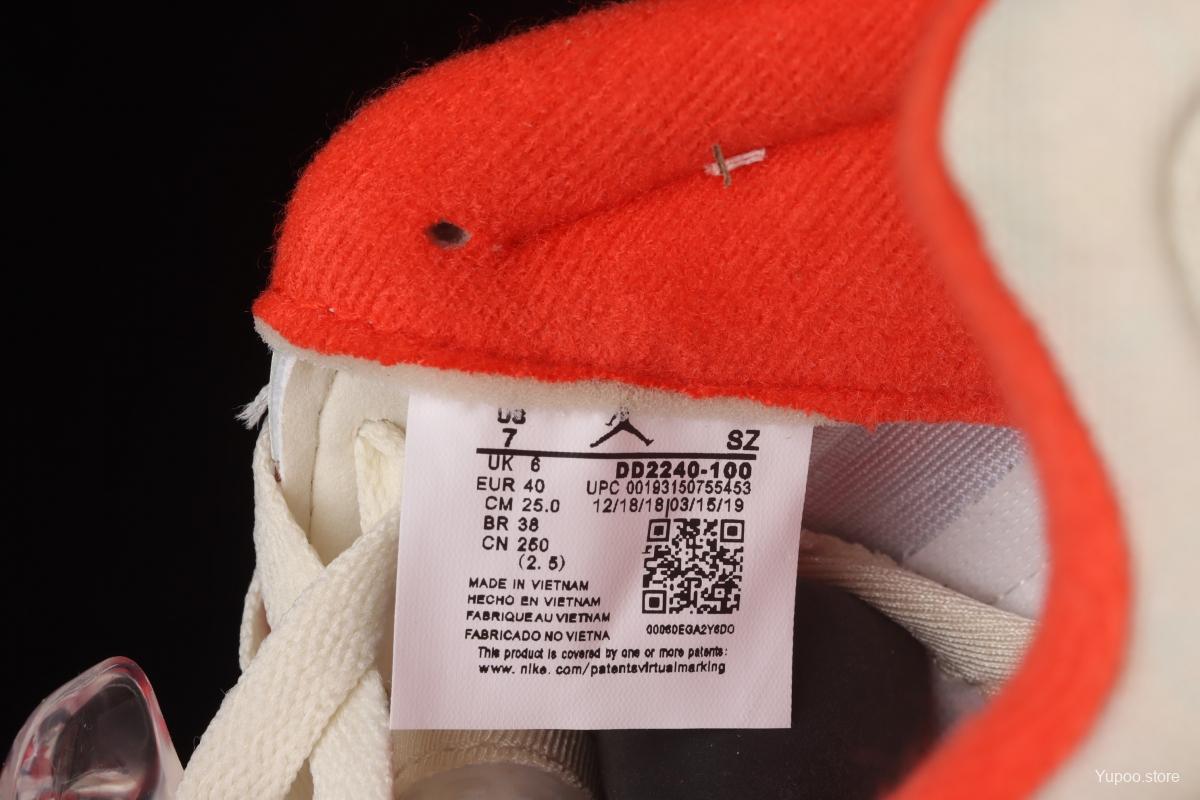 US
7
SZ
UK 6
EUR 40
CM 25.0
BR 38
CN 250
(2.5)
DD2240-100
UPC 00193150755453
12/18/18|03/15/19
00060EGA2Y6DO
MADE IN VIETNAM
HECHO EN VIETNAM
FABRIQUE AU VIETNAM
FABRICADO NO VIETNA
This product is covered by one or more patents:
www. nike. com/patentsvirtualmarking
Yupoo.store